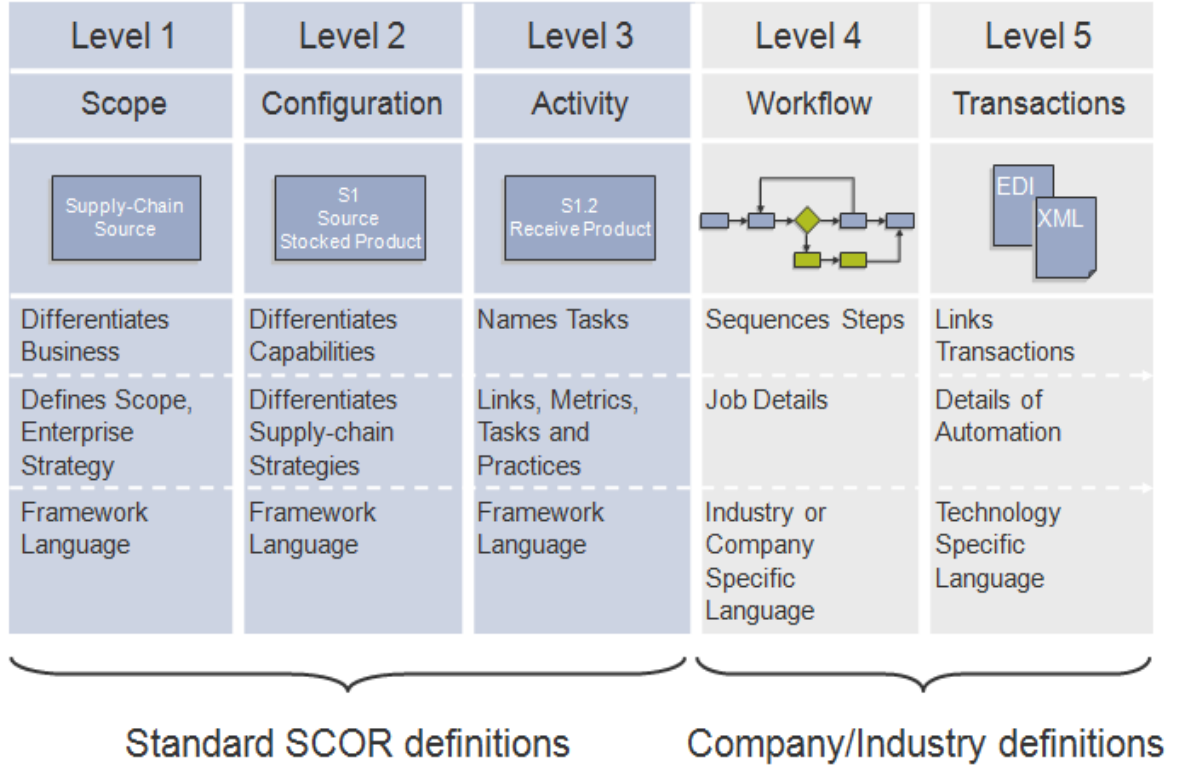 Level 1
Level 2
Level 3
Level 4
Level 5
Scope
Configuration
Activity
Workflow
Transactions
Supply-Chain
Source
S1
Source
Stocked Product
S1.2
Receive Product
EDI
XML
Differentiates
Business
Differentiates
Capabilities
Names Tasks
Sequences Steps
Links
Transactions
Defines Scope,
Enterprise
Strategy
Differentiates
Supply-chain
Strategies
Links, Metrics,
Tasks and
Practices
Job Details
Details of
Automation
Framework
Language
Framework
Language
Framework
Language
Industry or
Company
Specific
Language
Technology
Specific
Language
Standard SCOR definitions
Company/Industry definitions